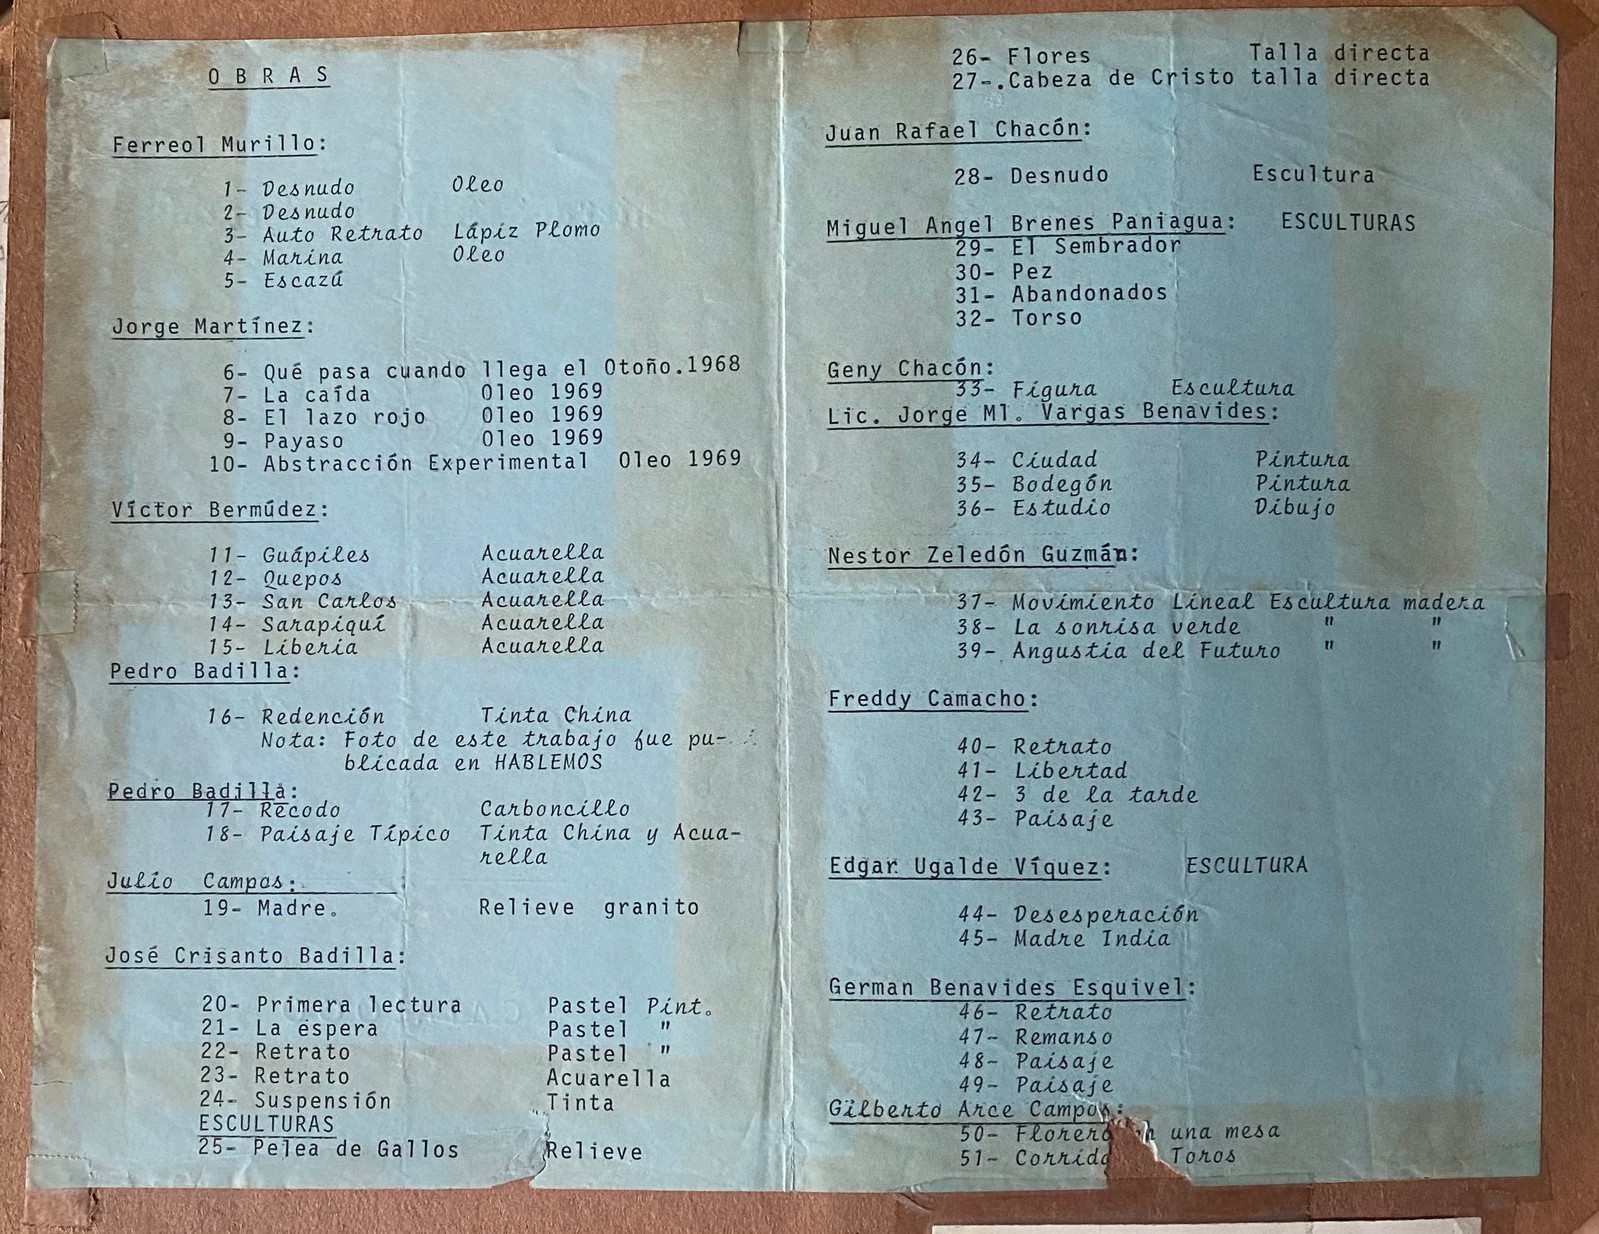 O B R A S
Ferreol Murillo:
1- Desnudo Oleo
2- Desnudo
3- Auto Retrato Lápiz Plomo
4- Marina Oleo
5- Escazú
Jorge Martínez:
6- Qué pasa cuando llega el Otoño.1968
7- La caída Oleo 1969
8- El lazo rojo Oleo 1969
9- Payaso Oleo 1969
10- Abstracción Experimental Oleo 1969
Víctor Bermúdez:
11- Guápiles Acuarella
12- Quepos Acuarella
13- San Carlos Acuarella
14- Sarapiquí Acuarella
15- Liberia Acuarella
Pedro Badilla:
16- Redención Tinta China
Nota: Foto de este trabajo fue pu-
blicada en HABLEMOS
Pedro Badilla:
17- Recodo Carboncillo
18- Paisaje Típico Tinta China y Acua-
rella
Julio Campos:
19- Madre. Relieve granito
José Crisanto Badilla:
20- Primera lectura Pastel Pint.
21- La espera Pastel "
22- Retrato Pastel "
23- Retrato Acuarella
24- Suspensión Tinta
ESCULTURAS
25- Pelea de Gallos Relieve
26- Flores Talla directa
27-.Cabeza de Cristo talla directa
Juan Rafael Chacón:
28- Desnudo Escultura
Miguel Angel Brenes Paniagua: ESCULTURAS
29- El Sembrador
30- Pez
31- Abandonados
32- Torso
Geny Chacón:
33- Figura Escultura
Lic. Jorge Ml. Vargas Benavides:
34- Ciudad Pintura
35- Bodegón Pintura
36- Estudio Dibujo
Nestor Zeledón Guzmán:
37- Movimiento Lineal Escultura madera
38- La sonrisa verde " "
39- Angustia del Futuro " "
Freddy Camacho:
40- Retrato
41- Libertad
42- 3 de la tarde
43- Paisaje
Edgar Ugalde Víquez: ESCULTURA
44- Desesperación
45- Madre India
German Benavides Esquivel:
46- Retrato
47- Remanso
48- Paisaje
49- Paisaje
Gilberto Arce Campos:
50- Florero una mesa
51- Corrida Toros